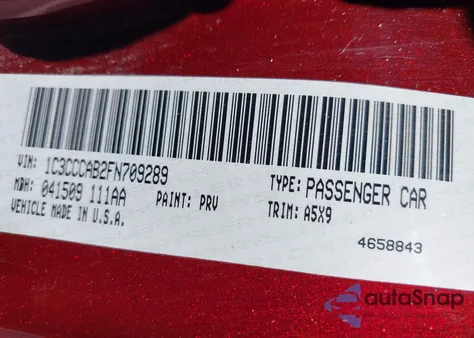 VIN: 1C3CCCAB2FN709289
TYPE: PASSENGER CAR
MDH: 041509 111AA
PAINT: PRV
TRIM: A5X9
VEHICLE MADE IN U.S.A.
4658843
autoSnap